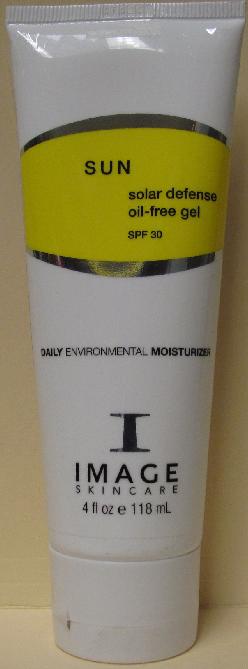 SUN
solar defense
oil-free gel
SPF 30
DAILY ENVIRONMENTAL MOISTURIZER
I
IMAGE
SKINCARE
4 fl oz e 118 mL